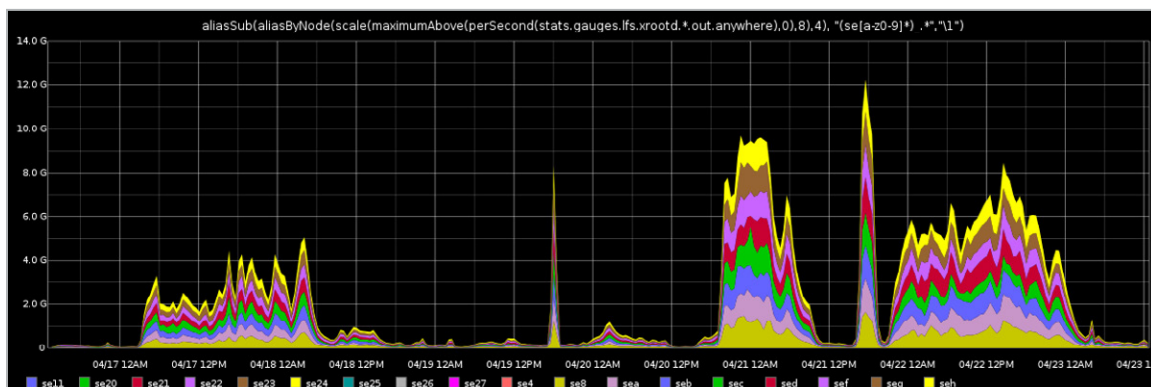 aliasSub(aliasByNode(scale(maximumAbove(perSecond(stats.gauges.lfs.xrootd.*.out.anywhere),0),8),4), "(se[a-z0-9]*) .*","\1")
14.0 G
12.0 G
10.0 G
8.0 G
6.0 G
4.0 G
2.0 G
0
04/17 12AM 04/17 12PM 04/18 12AM 04/18 12PM 04/19 12AM 04/19 12PM 04/20 12AM 04/20 12PM 04/21 12AM 04/21 12PM 04/22 12AM 04/22 12PM 04/23 12AM 04/23 1
se11 se20 se21 se22 se23 se24 se25 se26 se27 se4 se8 sea seb sec sed sef seg seh